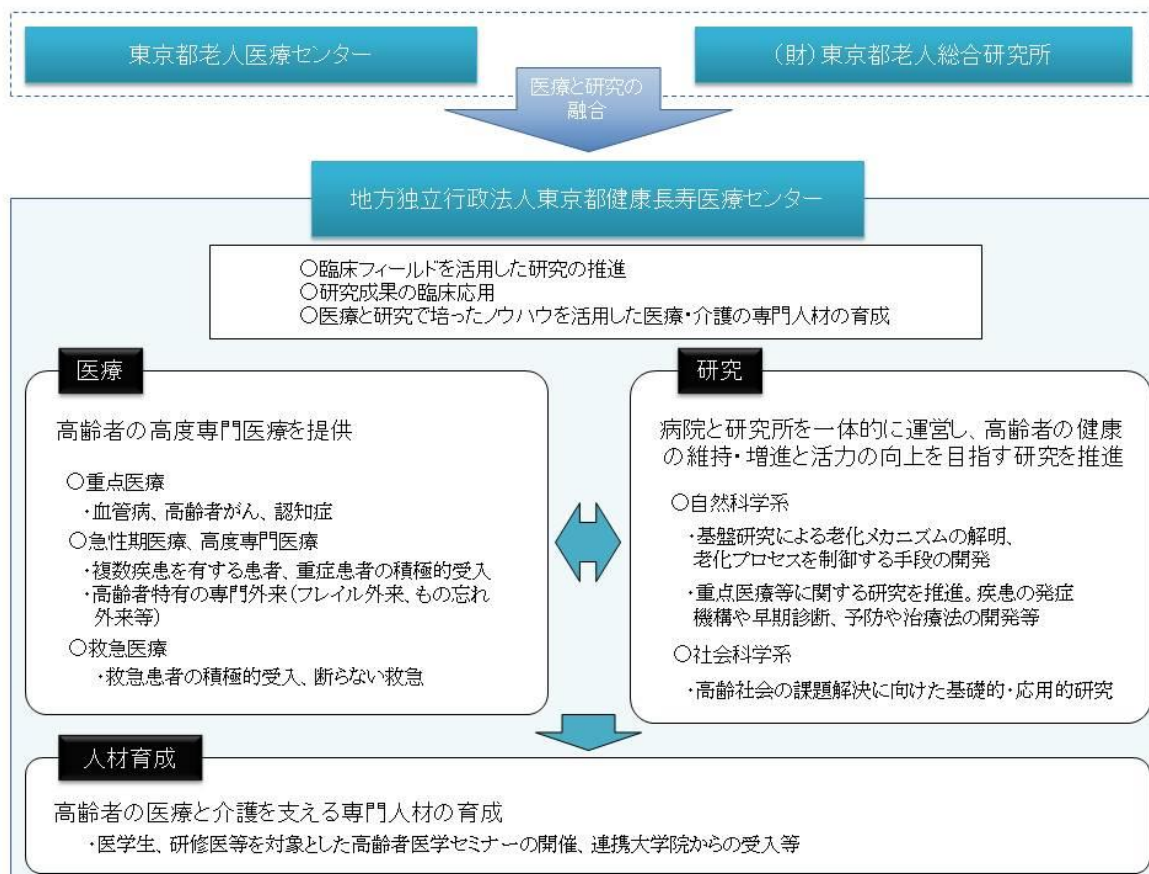 東京都老人医療センター
(財)東京都老人総合研究所
医療と研究の
融合
地方独立行政法人東京都健康長寿医療センター
○臨床フィールドを活用した研究の推進
○研究成果の臨床応用
○医療と研究で培ったノウハウを活用した医療・介護の専門人材の育成
医療
高齢者の高度専門医療を提供
○重点医療
・血管病、高齢者がん、認知症
○急性期医療、高度専門医療
・複数疾患を有する患者、重症患者の積極的受入
・高齢者特有の専門外来(フレイル外来、もの忘れ
外来等)
○救急医療
・救急患者の積極的受入、断らない救急
研究
病院と研究所を一体的に運営し、高齢者の健康
の維持・増進と活力の向上を目指す研究を推進
○自然科学系
・基盤研究による老化メカニズムの解明、
老化プロセスを制御する手段の開発
・重点医療等に関する研究を推進。疾患の発症
機構や早期診断、予防や治療法の開発等
○社会科学系
・高齢社会の課題解決に向けた基礎的・応用的研究
人材育成
高齢者の医療と介護を支える専門人材の育成
・医学生、研修医等を対象とした高齢者医学セミナーの開催、連携大学院からの受入等